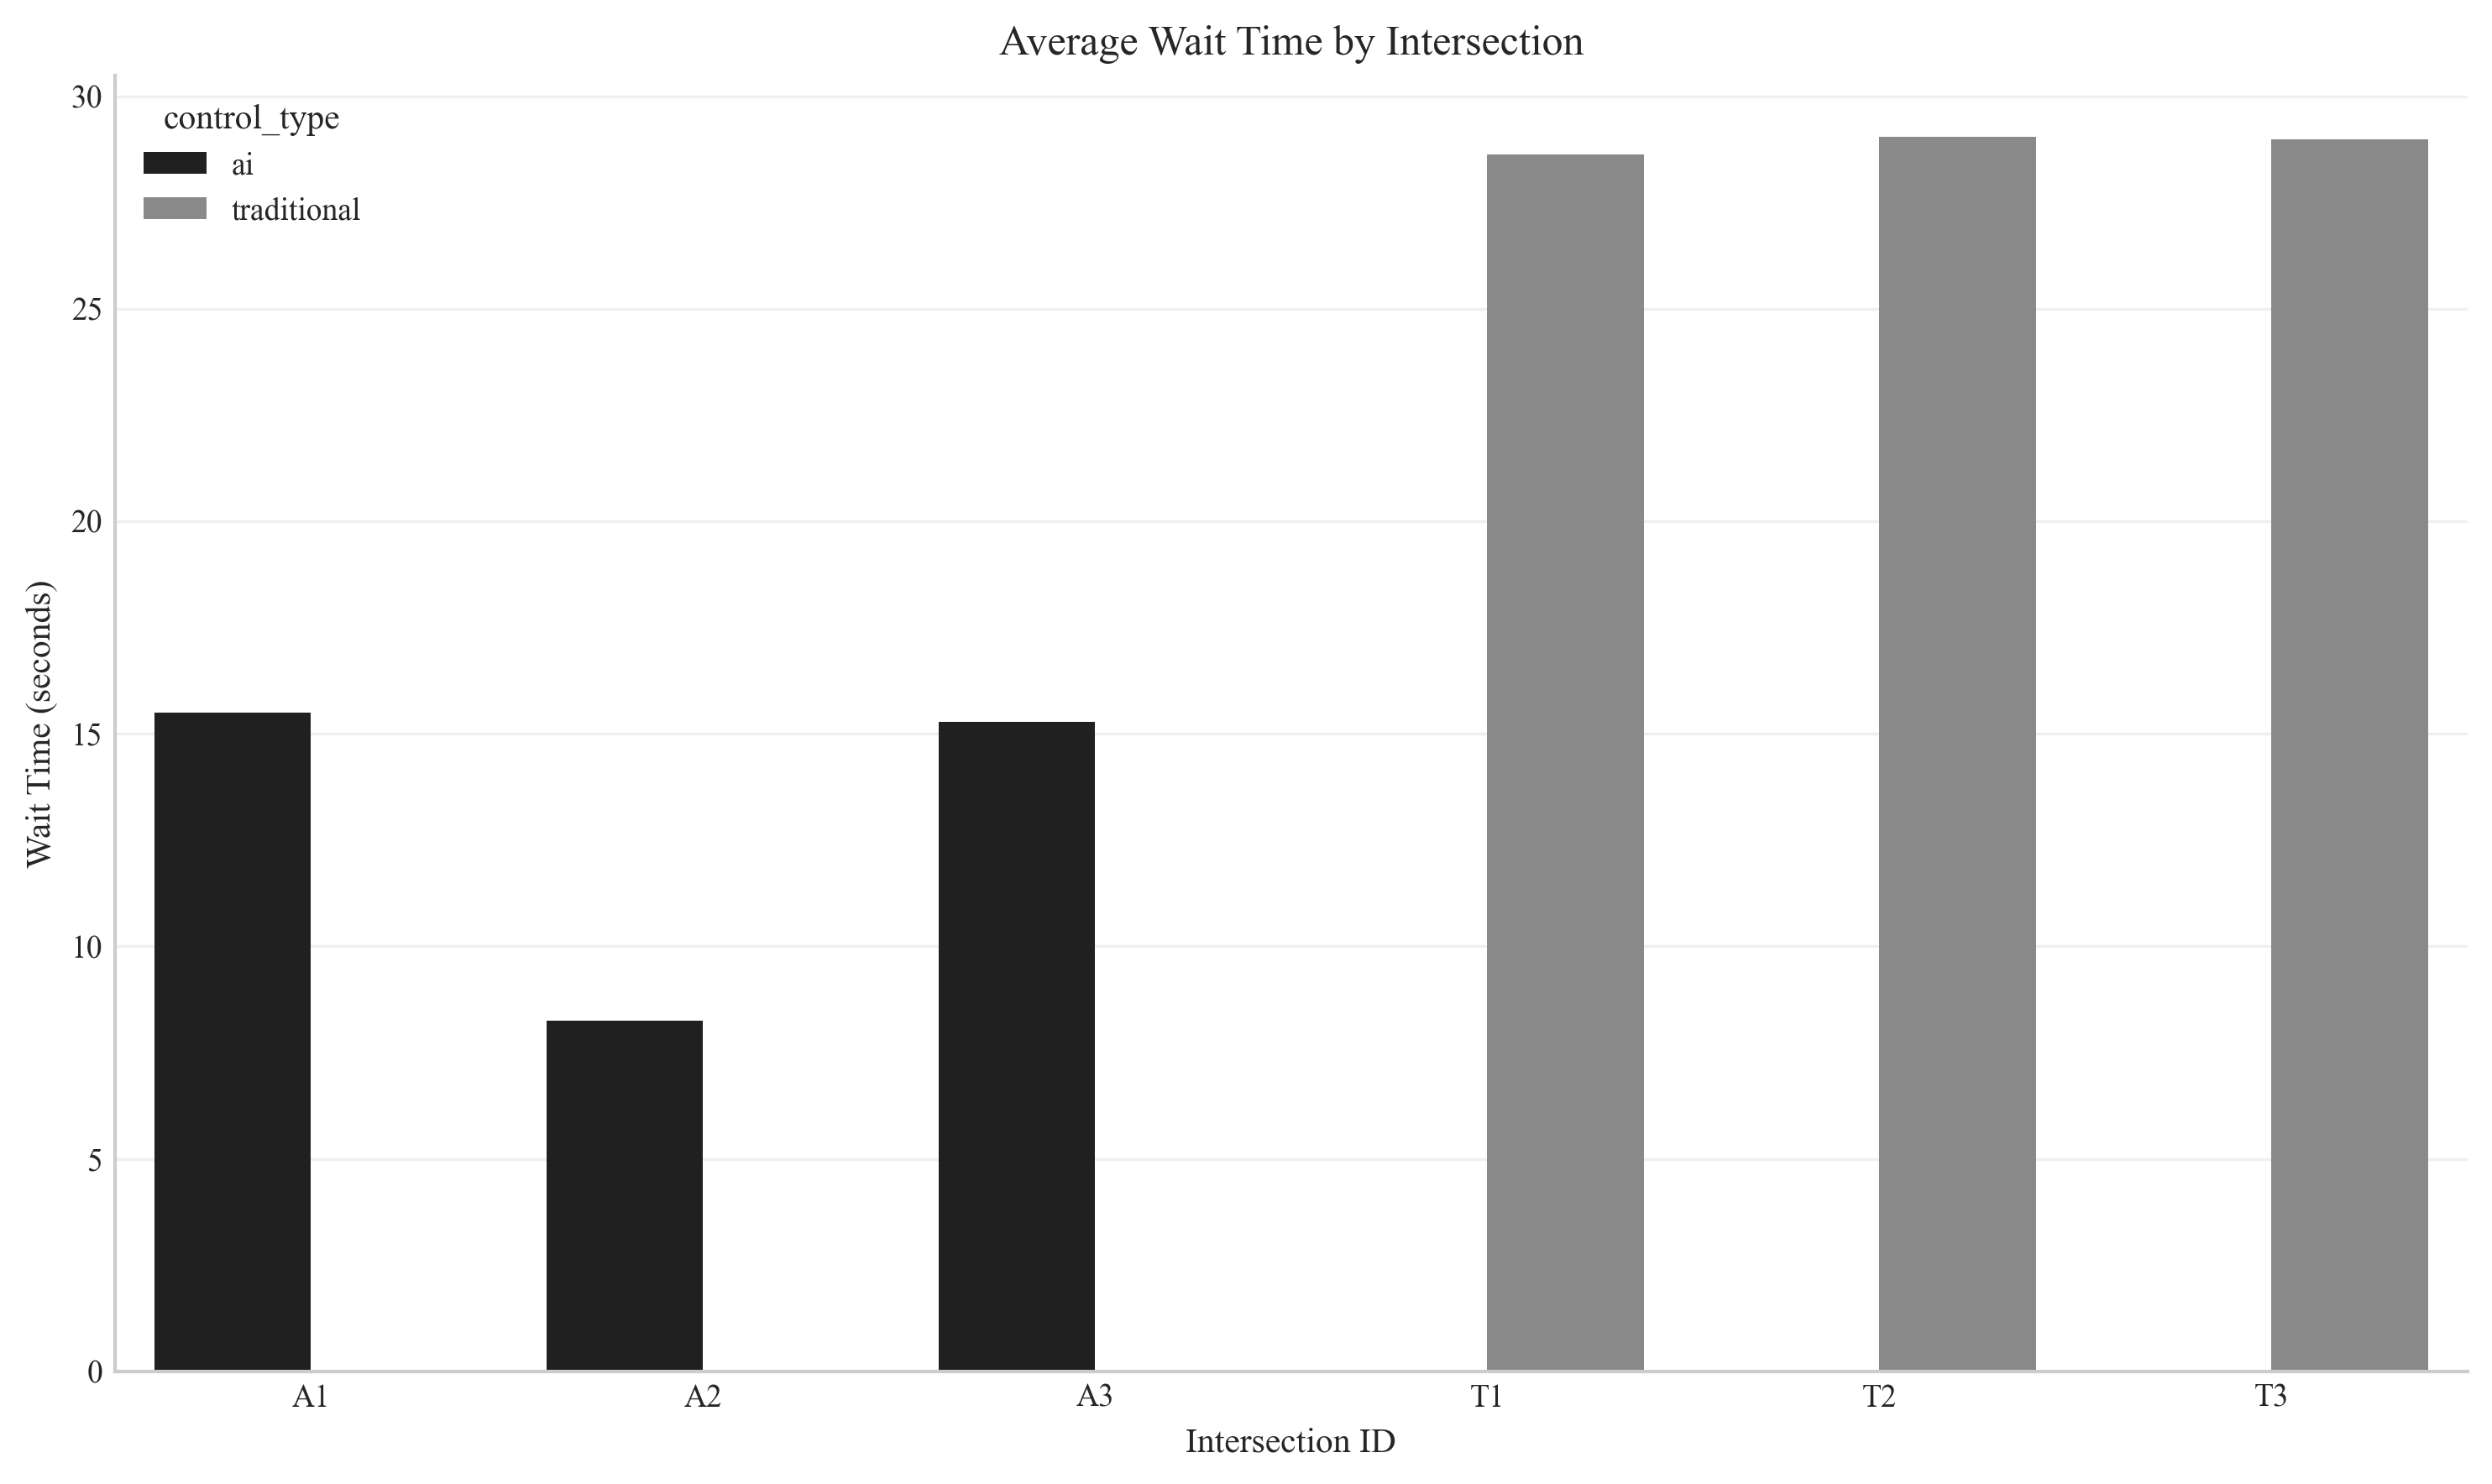 Average Wait Time by Intersection
control_type
ai
traditional
30
25
20
15
10
5
0
Wait Time (seconds)
A1 A2 A3 T1 T2 T3
Intersection ID